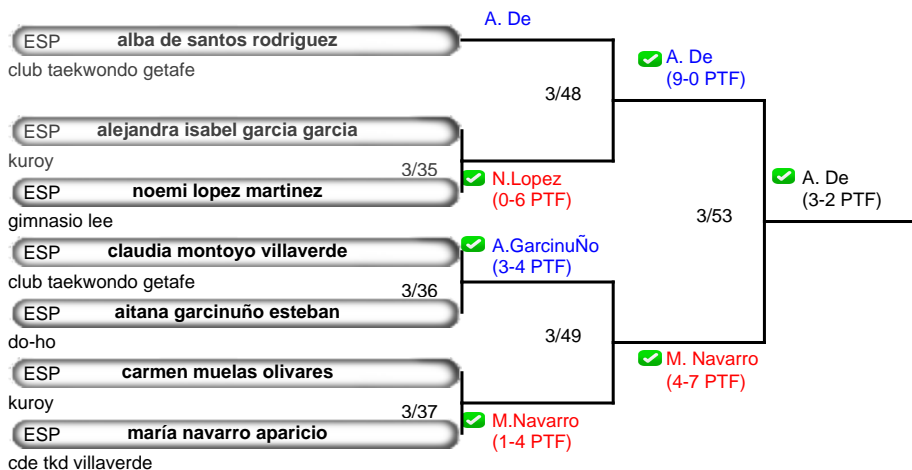 A. De
ESP alba de santos rodriguez
club taekwondo getafe
A. De
(9-0 PTF)
3/48
ESP alejandra isabel garcia garcia
kuroy
3/35
ESP noemi lopez martinez
gimnasio lee
N.Lopez
(0-6 PTF)
A. De
(3-2 PTF)
3/53
ESP claudia montoyo villaverde
club taekwondo getafe
A.GarcinuÑo
(3-4 PTF)
3/36
ESP aitana garcinuño esteban
do-ho
3/49
M. Navarro
(4-7 PTF)
ESP carmen muelas olivares
kuroy
3/37
ESP maría navarro aparicio
cde tkd villaverde
M.Navarro
(1-4 PTF)